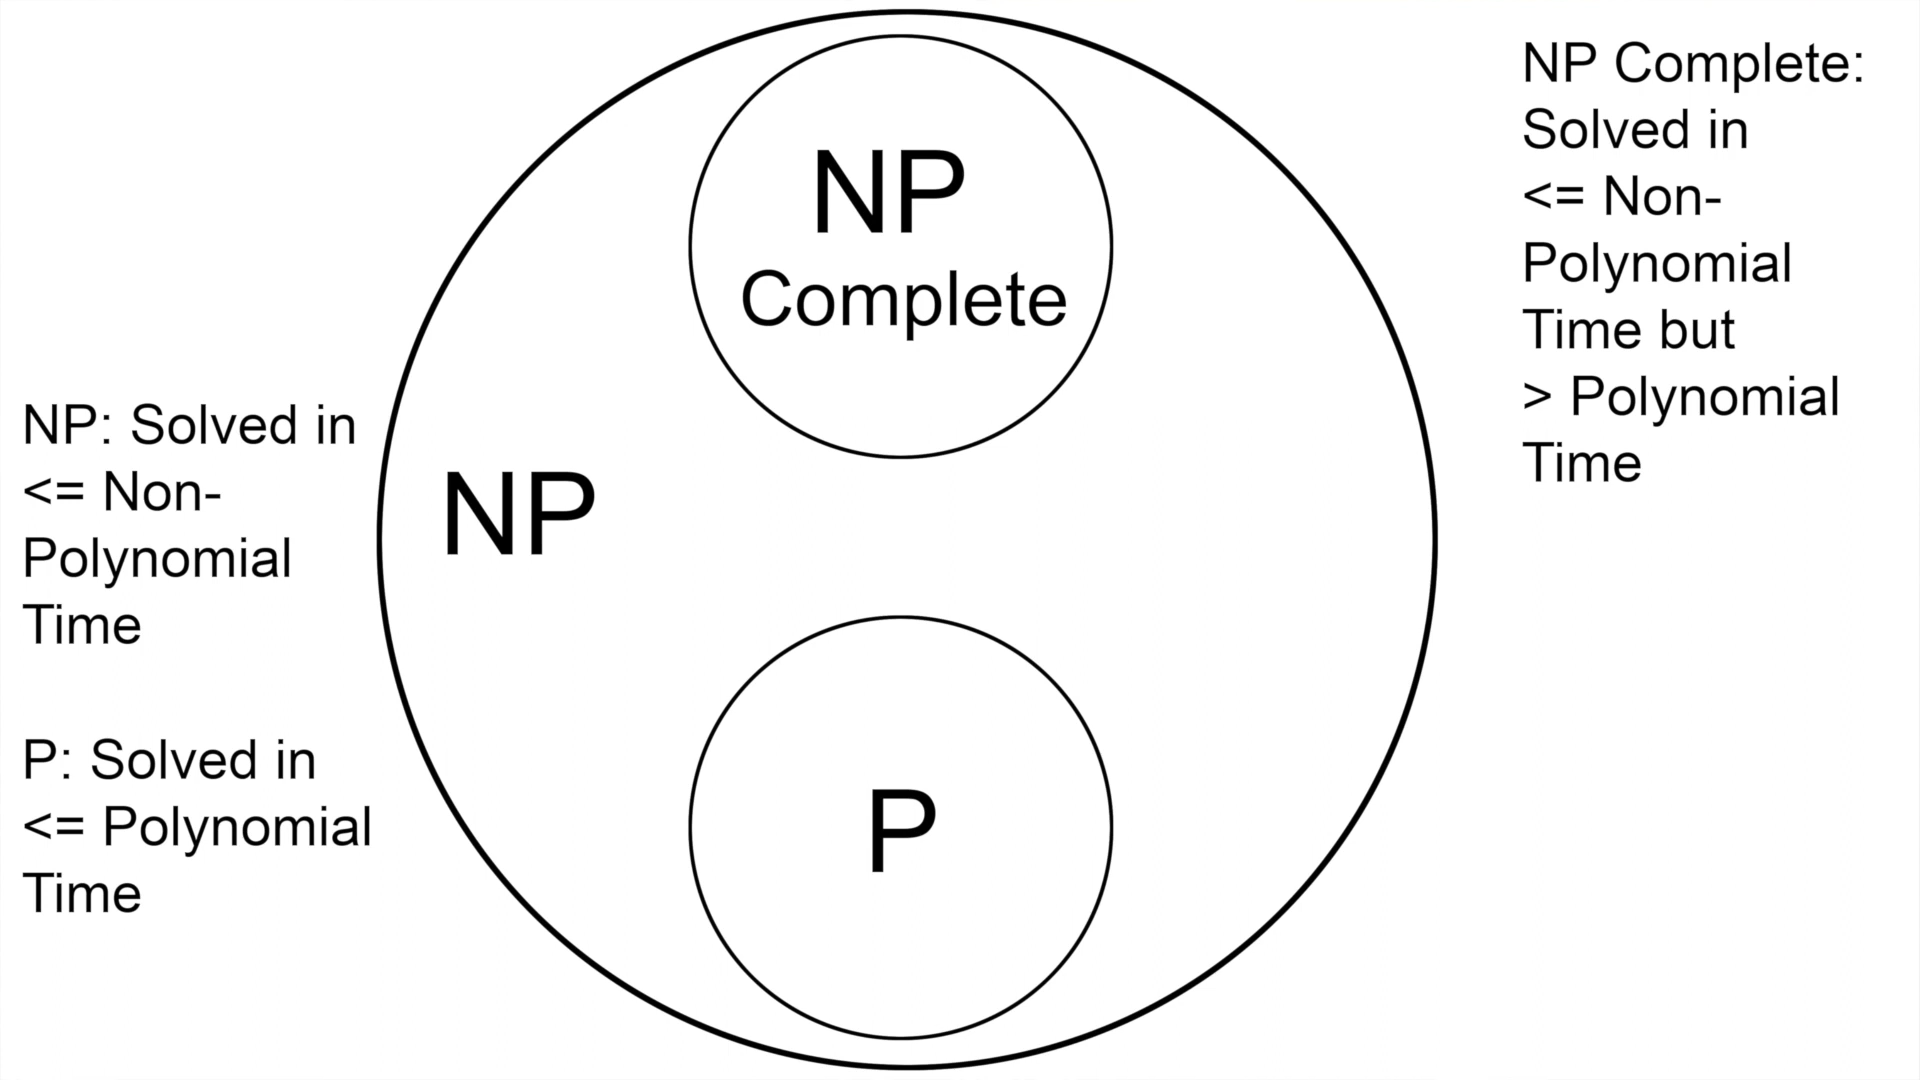 NP: Solved in
<= Non-
Polynomial
Time
P: Solved in
<= Polynomial
Time
NP
Complete
NP
P
NP Complete:
Solved in
<= Non-
Polynomial
Time but
> Polynomial
Time